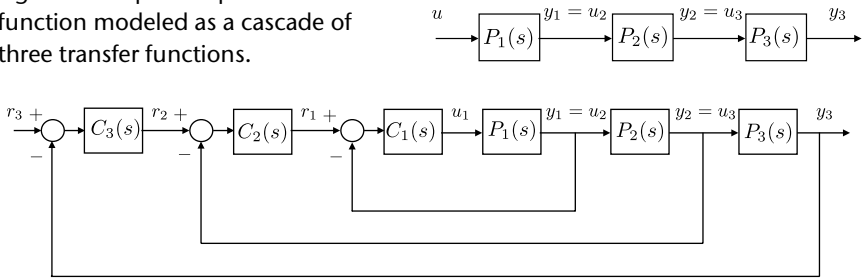 function modeled as a cascade of
three transfer functions.
u P₁(s) y₁ = u₂ P₂(s) y₂ = u₃ P₃(s) y₃
r₃ + − C₃(s) r₂ + − C₂(s) r₁ + − C₁(s) u₁ P₁(s) y₁ = u₂ P₂(s) y₂ = u₃ P₃(s) y₃